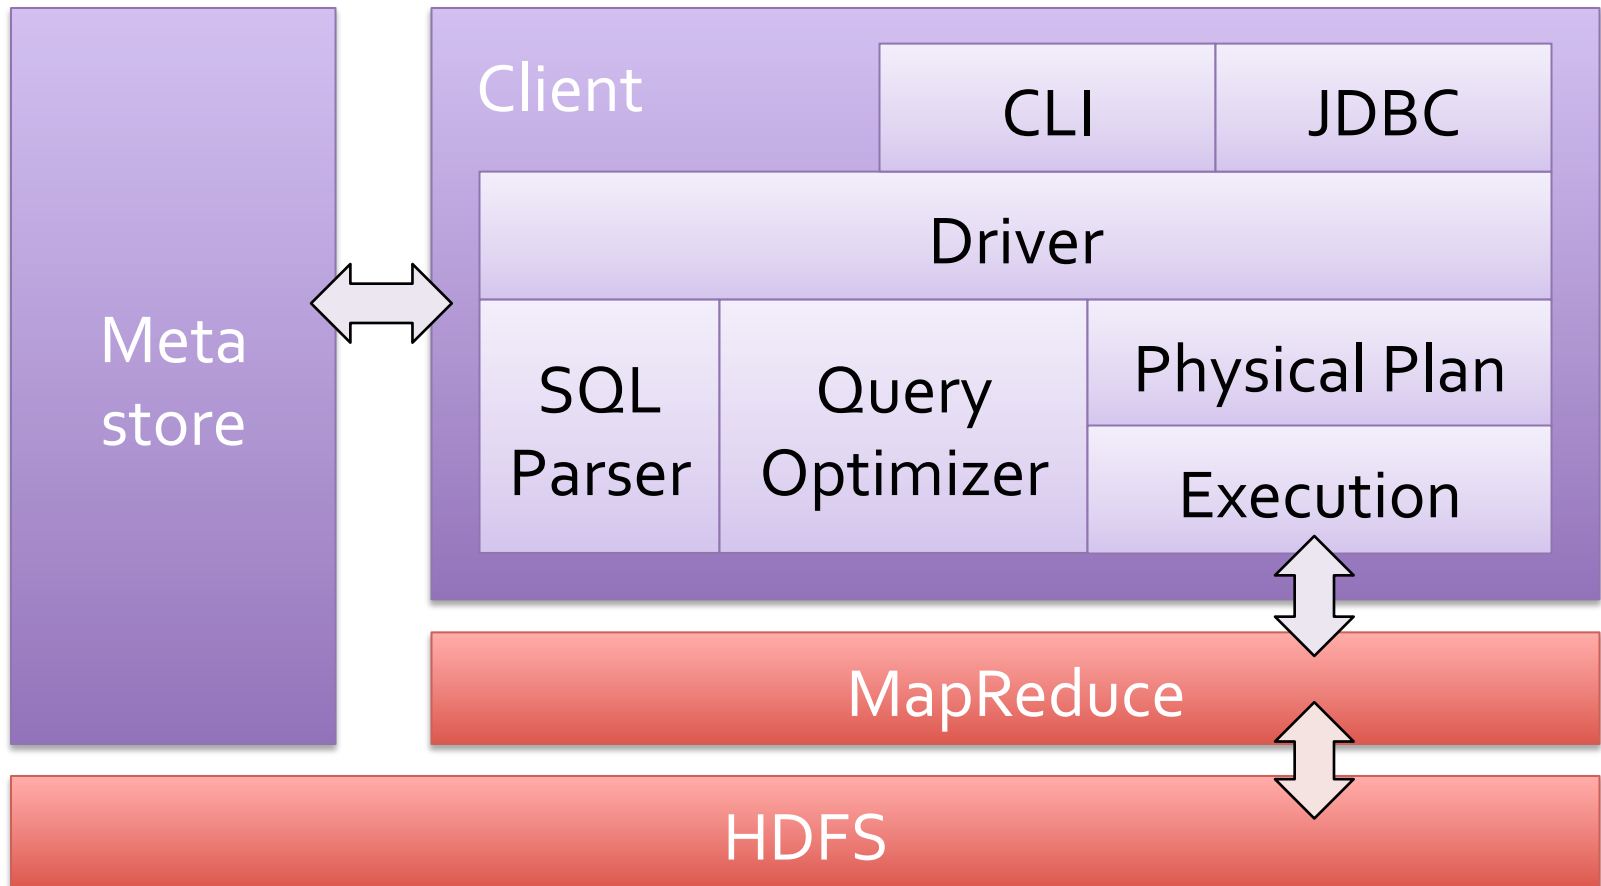 Client
CLI
JDBC
Driver
Meta
store
SQL
Parser
Query
Optimizer
Physical Plan
Execution
MapReduce
HDFS